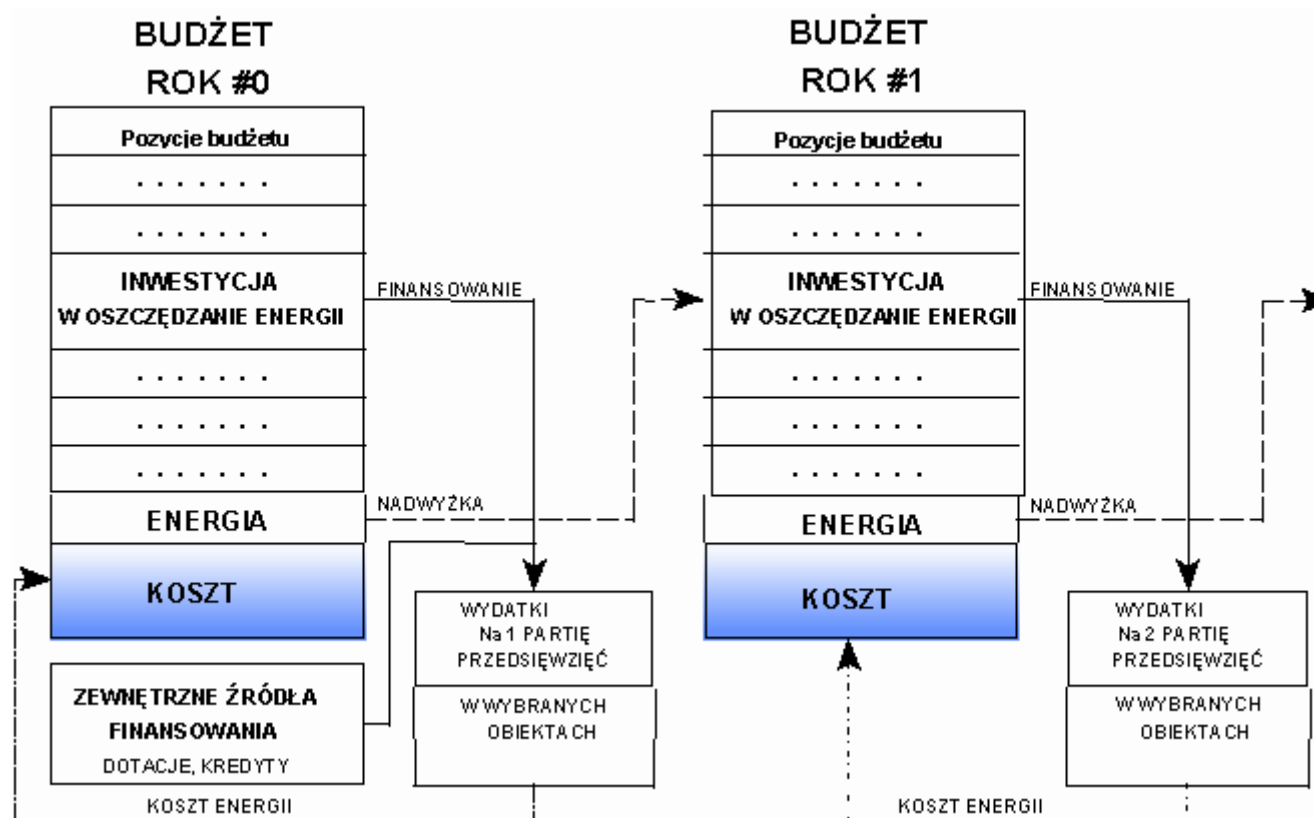 BUDŻET
ROK #0
Pozycje budżetu
. . . . . . .
. . . . . . .
INWESTYCJA
W OSZCZĘDZANIE ENERGII
. . . . . . .
. . . . . . .
. . . . . . .
ENERGIA
KOSZT
ZEWNĘTRZNE ŹRÓDŁA
FINANSOWANIA
DOTACJE, KREDYTY
KOSZT ENERGII
FINANSOWANIE
NADWYŻKA
WYDATKI
Na 1 PARTIĘ
PRZEDSIĘWZIĘĆ
W WYBRANYCH
OBIEKTACH
BUDŻET
ROK #1
Pozycje budżetu
. . . . . . .
. . . . . . .
INWESTYCJA
W OSZCZĘDZANIE ENERGII
. . . . . . .
. . . . . . .
. . . . . . .
ENERGIA
KOSZT
FINANSOWANIE
NADWYŻKA
WYDATKI
Na 2 PARTIĘ
PRZEDSIĘWZIĘĆ
W WYBRANYCH
OBIEKTACH
KOSZT ENERGII